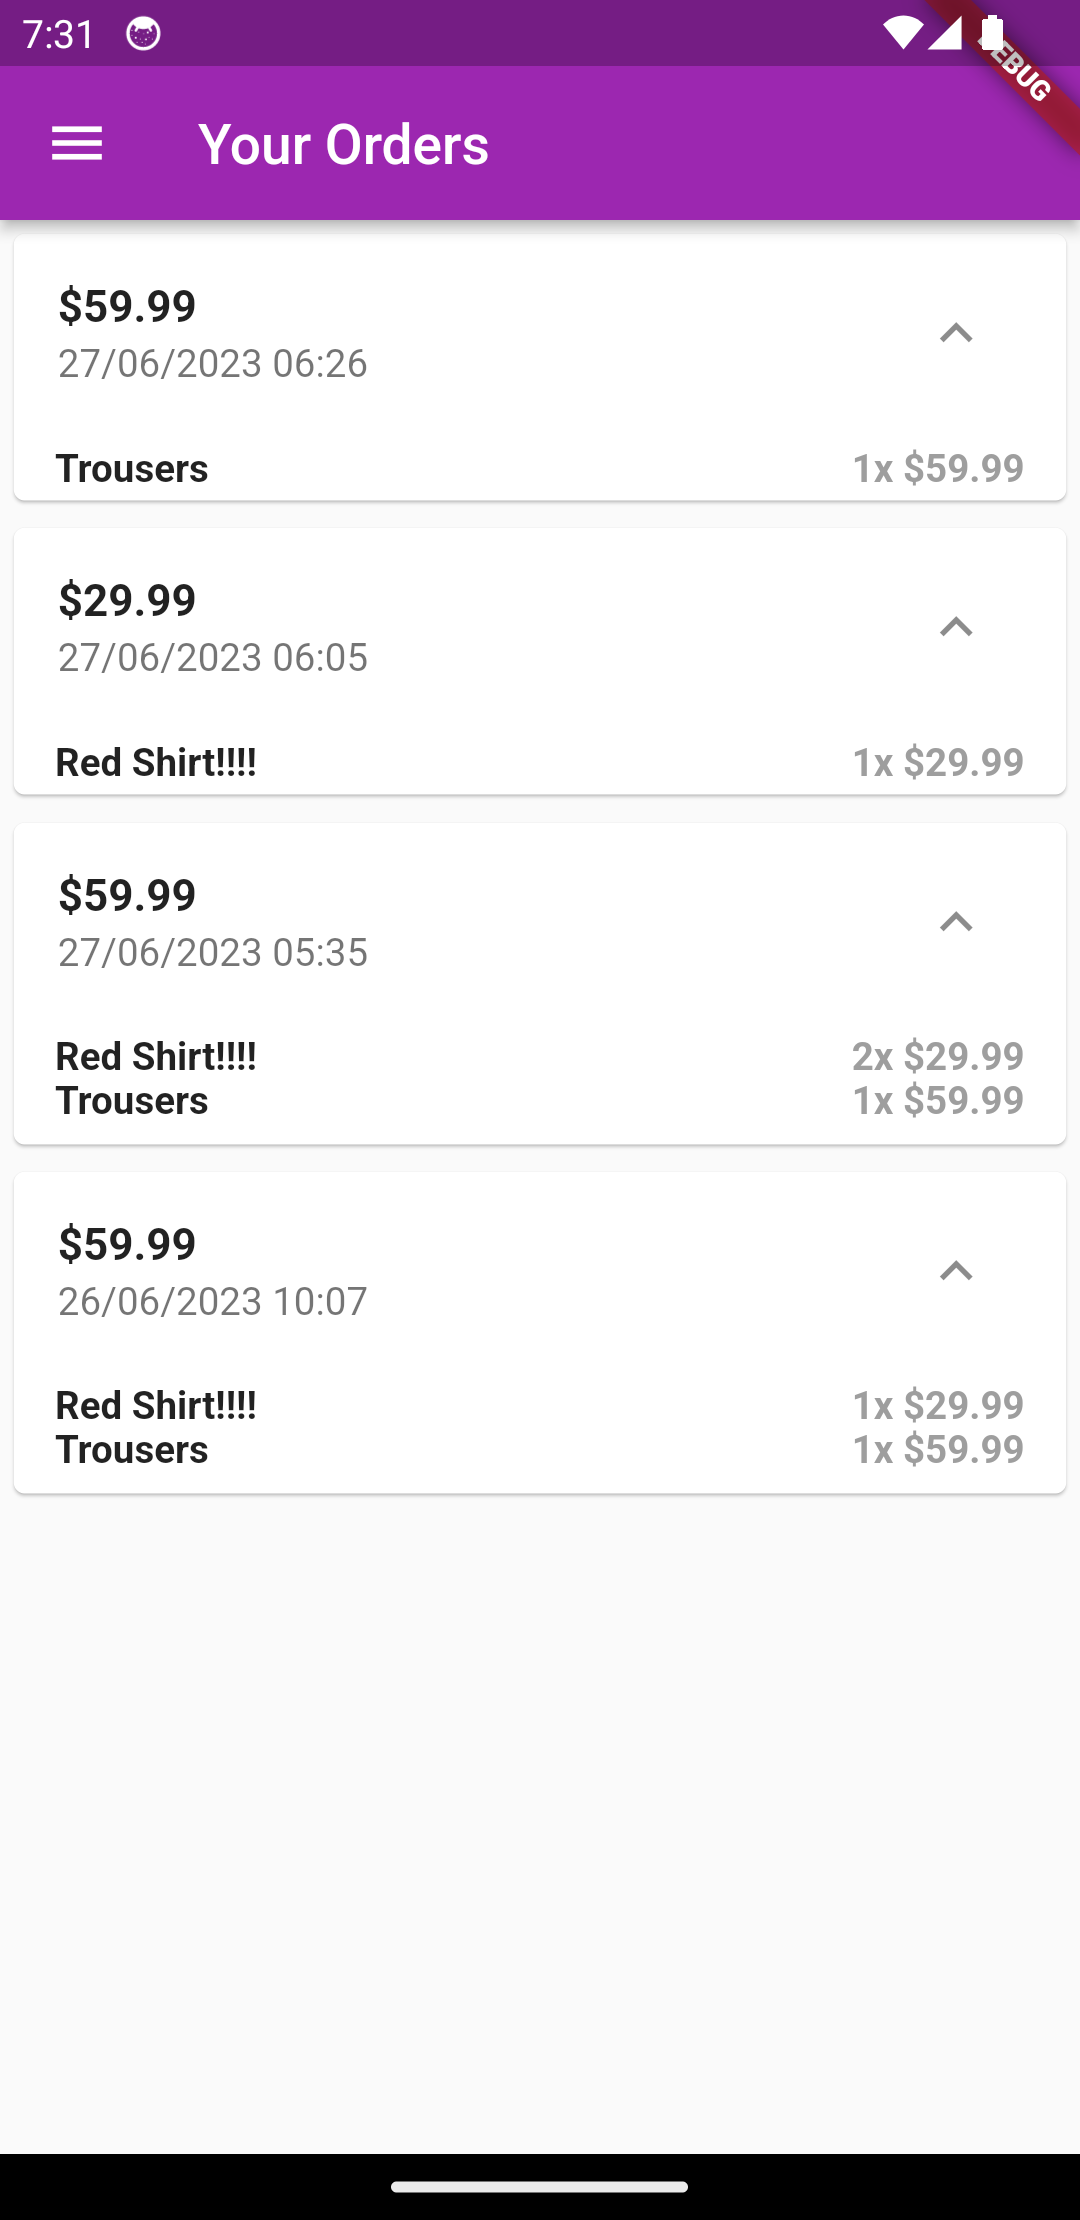 7:31
DEBUG
Your Orders
$59.99
27/06/2023 06:26
Trousers 1x $59.99
$29.99
27/06/2023 06:05
Red Shirt!!!! 1x $29.99
$59.99
27/06/2023 05:35
Red Shirt!!!! 2x $29.99
Trousers 1x $59.99
$59.99
26/06/2023 10:07
Red Shirt!!!! 1x $29.99
Trousers 1x $59.99